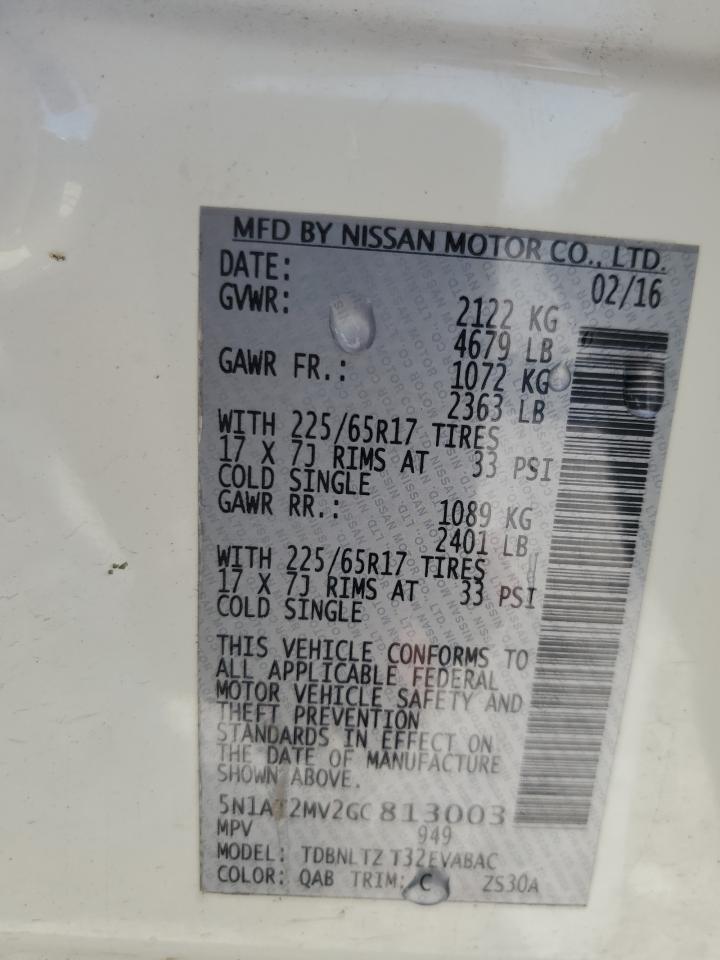 MFD BY NISSAN MOTOR CO., LTD.
DATE: 02/16
GVWR: 2122 KG
4679 LB
GAWR FR.: 1072 KG
2363 LB
WITH 225/65R17 TIRES
17 X 7J RIMS AT 33 PSI
COLD SINGLE
GAWR RR.: 1089 KG
2401 LB
WITH 225/65R17 TIRES
17 X 7J RIMS AT 33 PSI
COLD SINGLE
THIS VEHICLE CONFORMS TO
ALL APPLICABLE FEDERAL
MOTOR VEHICLE SAFETY AND
THEFT PREVENTION
STANDARDS IN EFFECT ON
THE DATE OF MANUFACTURE
SHOWN ABOVE.
5N1AT2MV2GC813003
MPV 949
MODEL: TDBNLTZ T32EVABAC
COLOR: QAB TRIM: C ZS30A